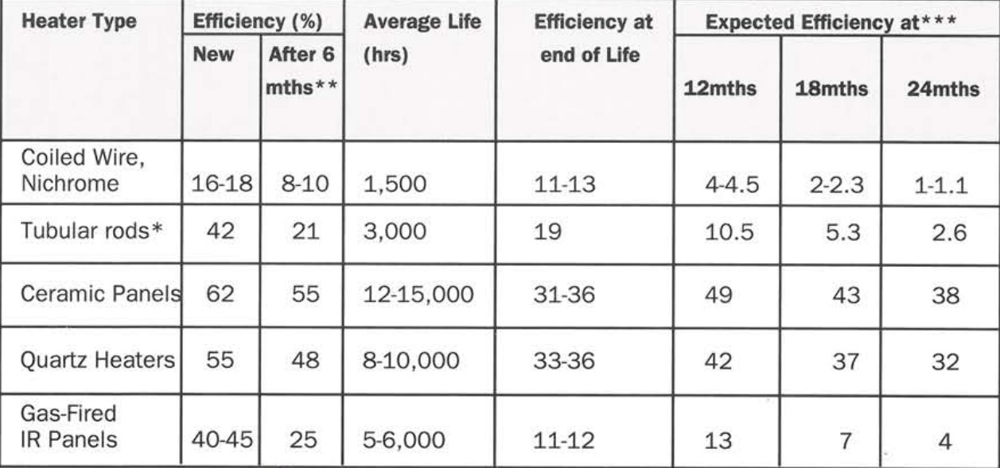 Heater Type Efficiency (%) Average Life Efficiency at Expected Efficiency at***
New After 6 (hrs) end of Life
mths** 12mths 18mths 24mths
Coiled Wire,
Nichrome 16-18 8-10 1,500 11-13 4-4.5 2-2.3 1-1.1
Tubular rods* 42 21 3,000 19 10.5 5.3 2.6
Ceramic Panels 62 55 12-15,000 31-36 49 43 38
Quartz Heaters 55 48 8-10,000 33-36 42 37 32
Gas-Fired
IR Panels 40-45 25 5-6,000 11-12 13 7 4